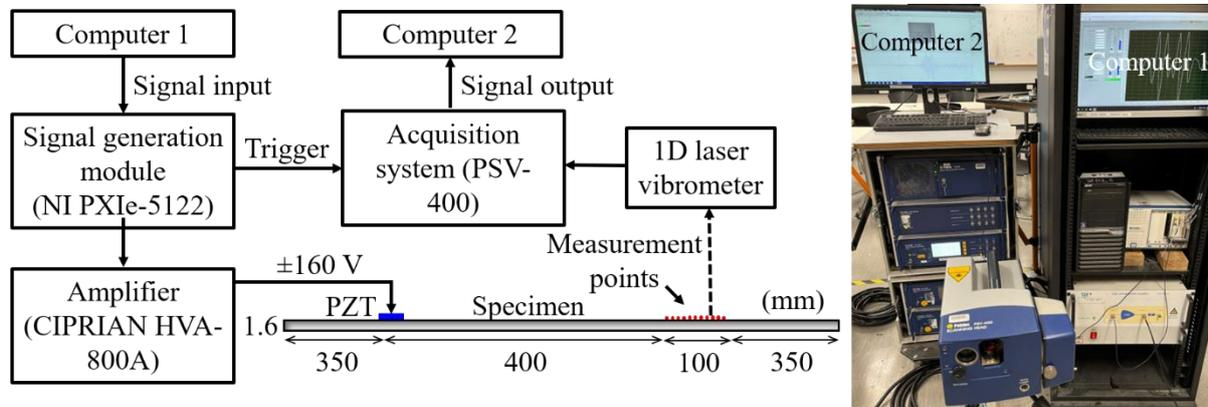 Computer 1
Computer 2
Signal input
Signal output
Signal generation
module
(NI PXIe-5122)
Trigger
Acquisition
system (PSV-
400)
1D laser
vibrometer
Measurement
points
Amplifier
(CIPRIAN HVA-
800A)
±160 V
PZT
Specimen
(mm)
1.6
350
400
100
350
Computer 2
Computer 1